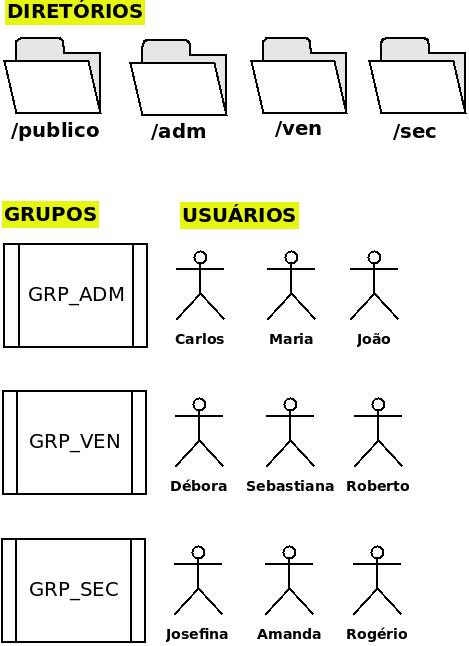 DIRETÓRIOS
/publico /adm /ven /sec
GRUPOS USUÁRIOS
GRP_ADM
Carlos Maria João
GRP_VEN
Débora Sebastiana Roberto
GRP_SEC
Josefina Amanda Rogério